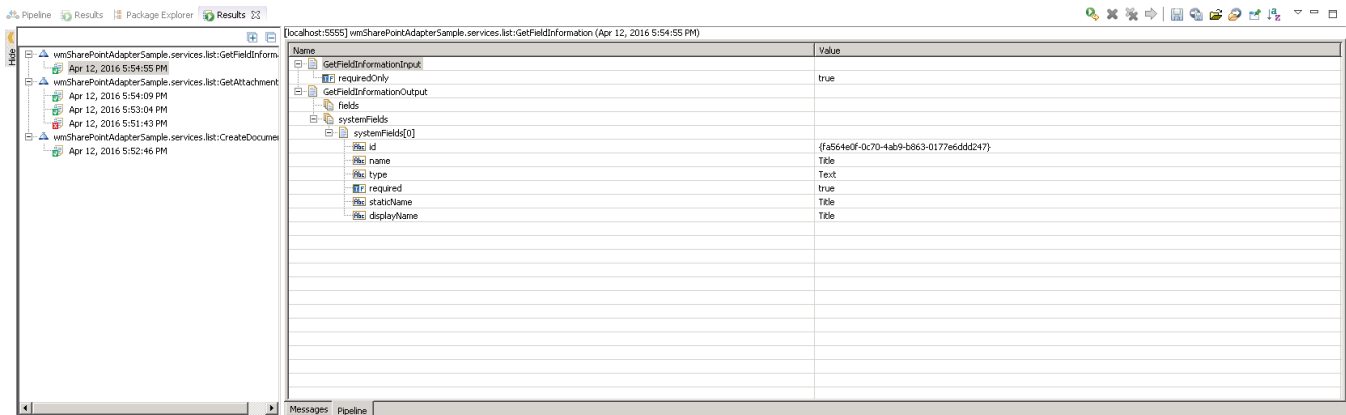 Pipeline Results Package Explorer Results
Hide
wmSharePointAdapterSample.services.list:GetFieldInform
Apr 12, 2016 5:54:55 PM
wmSharePointAdapterSample.services.list:GetAttachment
Apr 12, 2016 5:54:09 PM
Apr 12, 2016 5:53:04 PM
Apr 12, 2016 5:51:43 PM
wmSharePointAdapterSample.services.list:CreateDocumen
Apr 12, 2016 5:52:46 PM
[localhost:5555] wmSharePointAdapterSample.services.list:GetFieldInformation (Apr 12, 2016 5:54:55 PM)
Name Value
GetFieldInformationInput
requiredOnly true
GetFieldInformationOutput
fields
systemFields
systemFields[0]
id {fa564e0f-0c70-4ab9-b863-0177e6ddd247}
name Title
type Text
required true
staticName Title
displayName Title
Messages Pipeline